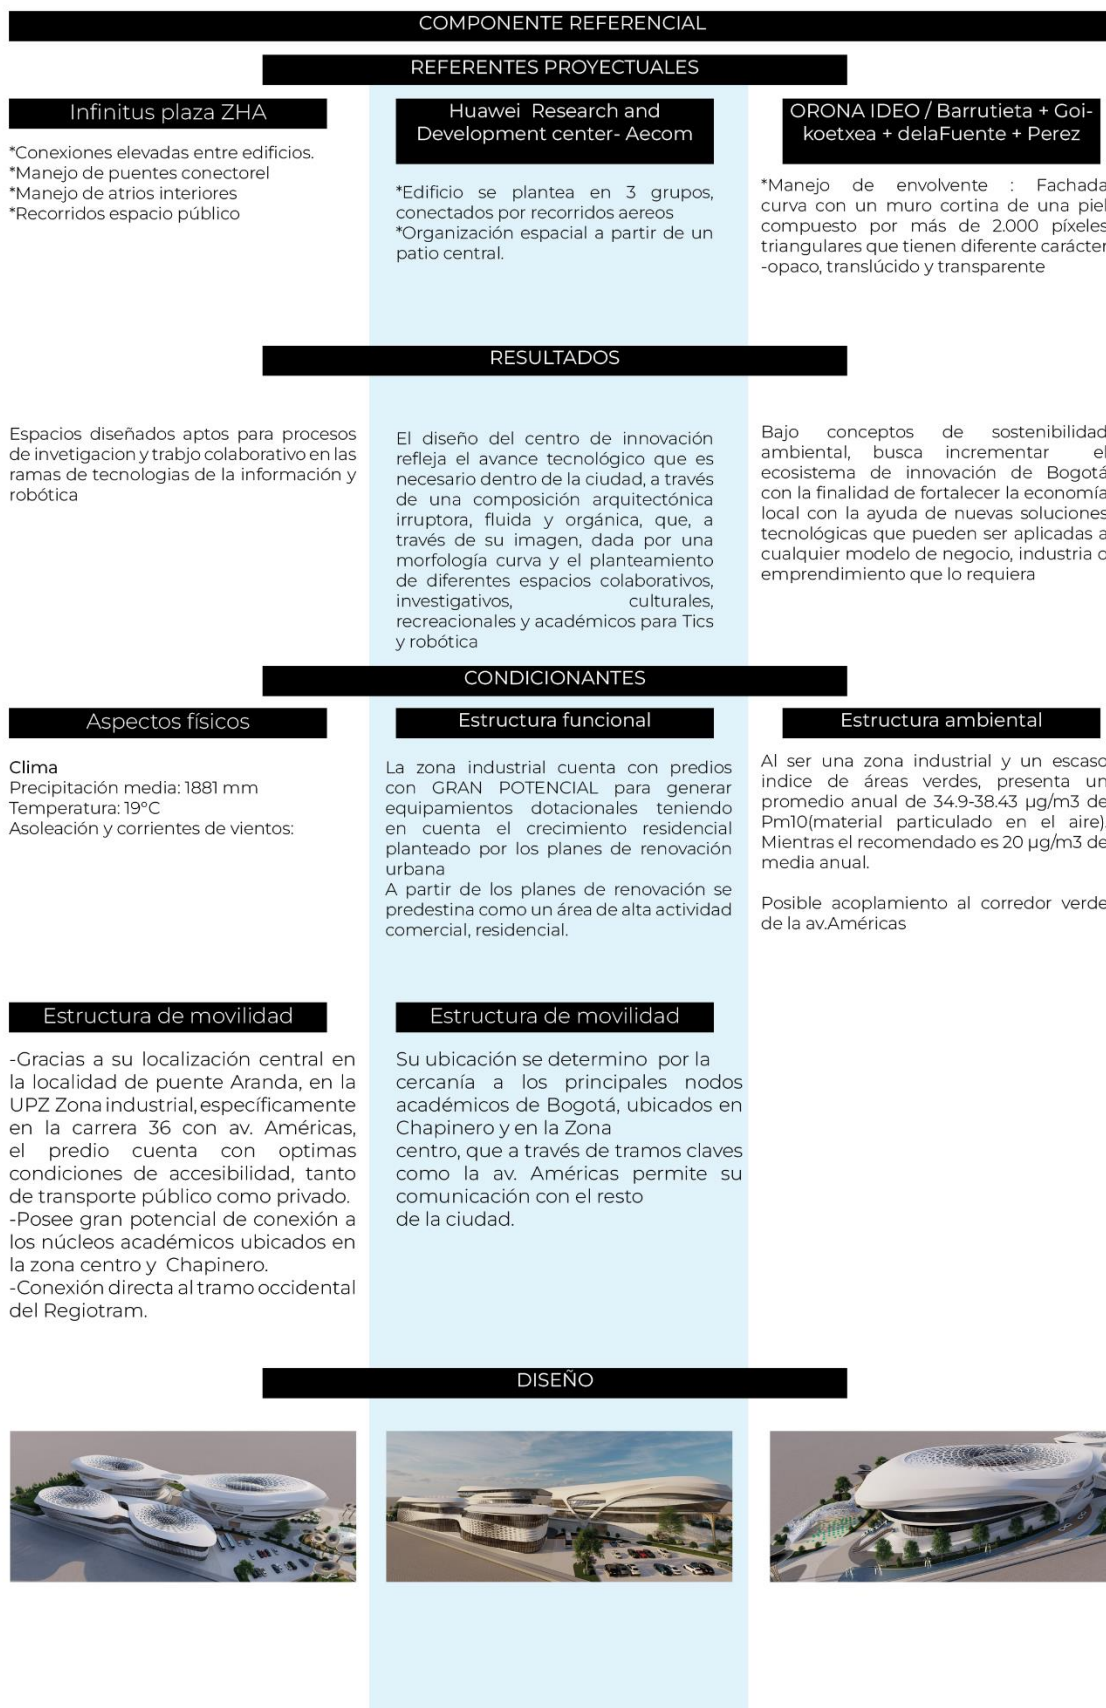 COMPONENTE REFERENCIAL
REFERENTES PROYECTUALES
Infinitus plaza ZHA
*Conexiones elevadas entre edificios.
*Manejo de puentes conectorel
*Manejo de atrios interiores
*Recorridos espacio público
Huawei Research and
Development center- Aecom
*Edificio se plantea en 3 grupos,
conectados por recorridos aereos
*Organización espacial a partir de un
patio central.
ORONA IDEO / Barrutieta + Goi-
koetxea + delaFuente + Perez
*Manejo de envolvente : Fachada
curva con un muro cortina de una piel
compuesto por más de 2.000 píxeles
triangulares que tienen diferente carácter
-opaco, translúcido y transparente
RESULTADOS
Espacios diseñados aptos para procesos
de invetigacion y trabjo colaborativo en las
ramas de tecnologias de la información y
robótica
El diseño del centro de innovación
refleja el avance tecnológico que es
necesario dentro de la ciudad, a través
de una composición arquitectónica
irruptora, fluida y orgánica, que, a
través de su imagen, dada por una
morfología curva y el planteamiento
de diferentes espacios colaborativos,
investigativos, culturales,
recreacionales y académicos para Tics
y robótica
Bajo conceptos de sostenibilidad
ambiental, busca incrementar el
ecosistema de innovación de Bogotá
con la finalidad de fortalecer la economía
local con la ayuda de nuevas soluciones
tecnológicas que pueden ser aplicadas a
cualquier modelo de negocio, industria o
emprendimiento que lo requiera
CONDICIONANTES
Aspectos físicos
Clima
Precipitación media: 1881 mm
Temperatura: 19°C
Asoleación y corrientes de vientos:
Estructura funcional
La zona industrial cuenta con predios
con GRAN POTENCIAL para generar
equipamientos dotacionales teniendo
en cuenta el crecimiento residencial
planteado por los planes de renovación
urbana
A partir de los planes de renovación se
predestina como un área de alta actividad
comercial, residencial.
Estructura ambiental
Al ser una zona industrial y un escaso
indice de áreas verdes, presenta un
promedio anual de 34.9-38.43 µg/m3 de
Pm10(material particulado en el aire).
Mientras el recomendado es 20 µg/m3 de
media anual.
Posible acoplamiento al corredor verde
de la av.Américas
Estructura de movilidad
-Gracias a su localización central en
la localidad de puente Aranda, en la
UPZ Zona industrial, específicamente
en la carrera 36 con av. Américas,
el predio cuenta con optimas
condiciones de accesibilidad, tanto
de transporte público como privado.
-Posee gran potencial de conexión a
los núcleos académicos ubicados en
la zona centro y Chapinero.
-Conexión directa al tramo occidental
del Regiotram.
Estructura de movilidad
Su ubicación se determino por la
cercanía a los principales nodos
académicos de Bogotá, ubicados en
Chapinero y en la Zona
centro, que a través de tramos claves
como la av. Américas permite su
comunicación con el resto
de la ciudad.
DISEÑO